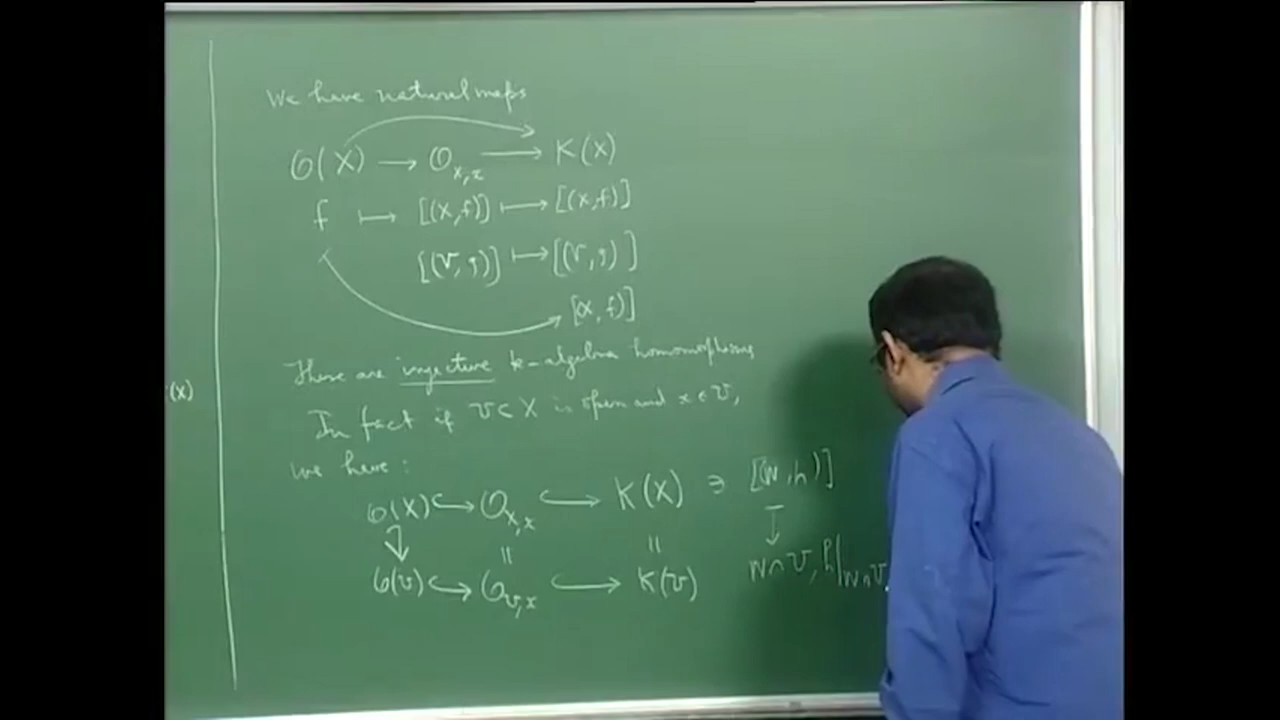 We have natural maps
O(X) → O_{X,x} → K(X)
f ↦ [(X,f)] ↦ [(X,f)]
[(V,g)] ↦ [(V,g)]
[(X,f)]
These are injective k-algebra homomorphisms
In fact if U ⊂ X is open and x ∈ U,
(x)
we have:
O(X) ↪ O_{X,x} ↪ K(X) ∋ [(W,h)]
O(U) ↪ O_{U,x} ↪ K(U) W∩U, h|_{W∩U}